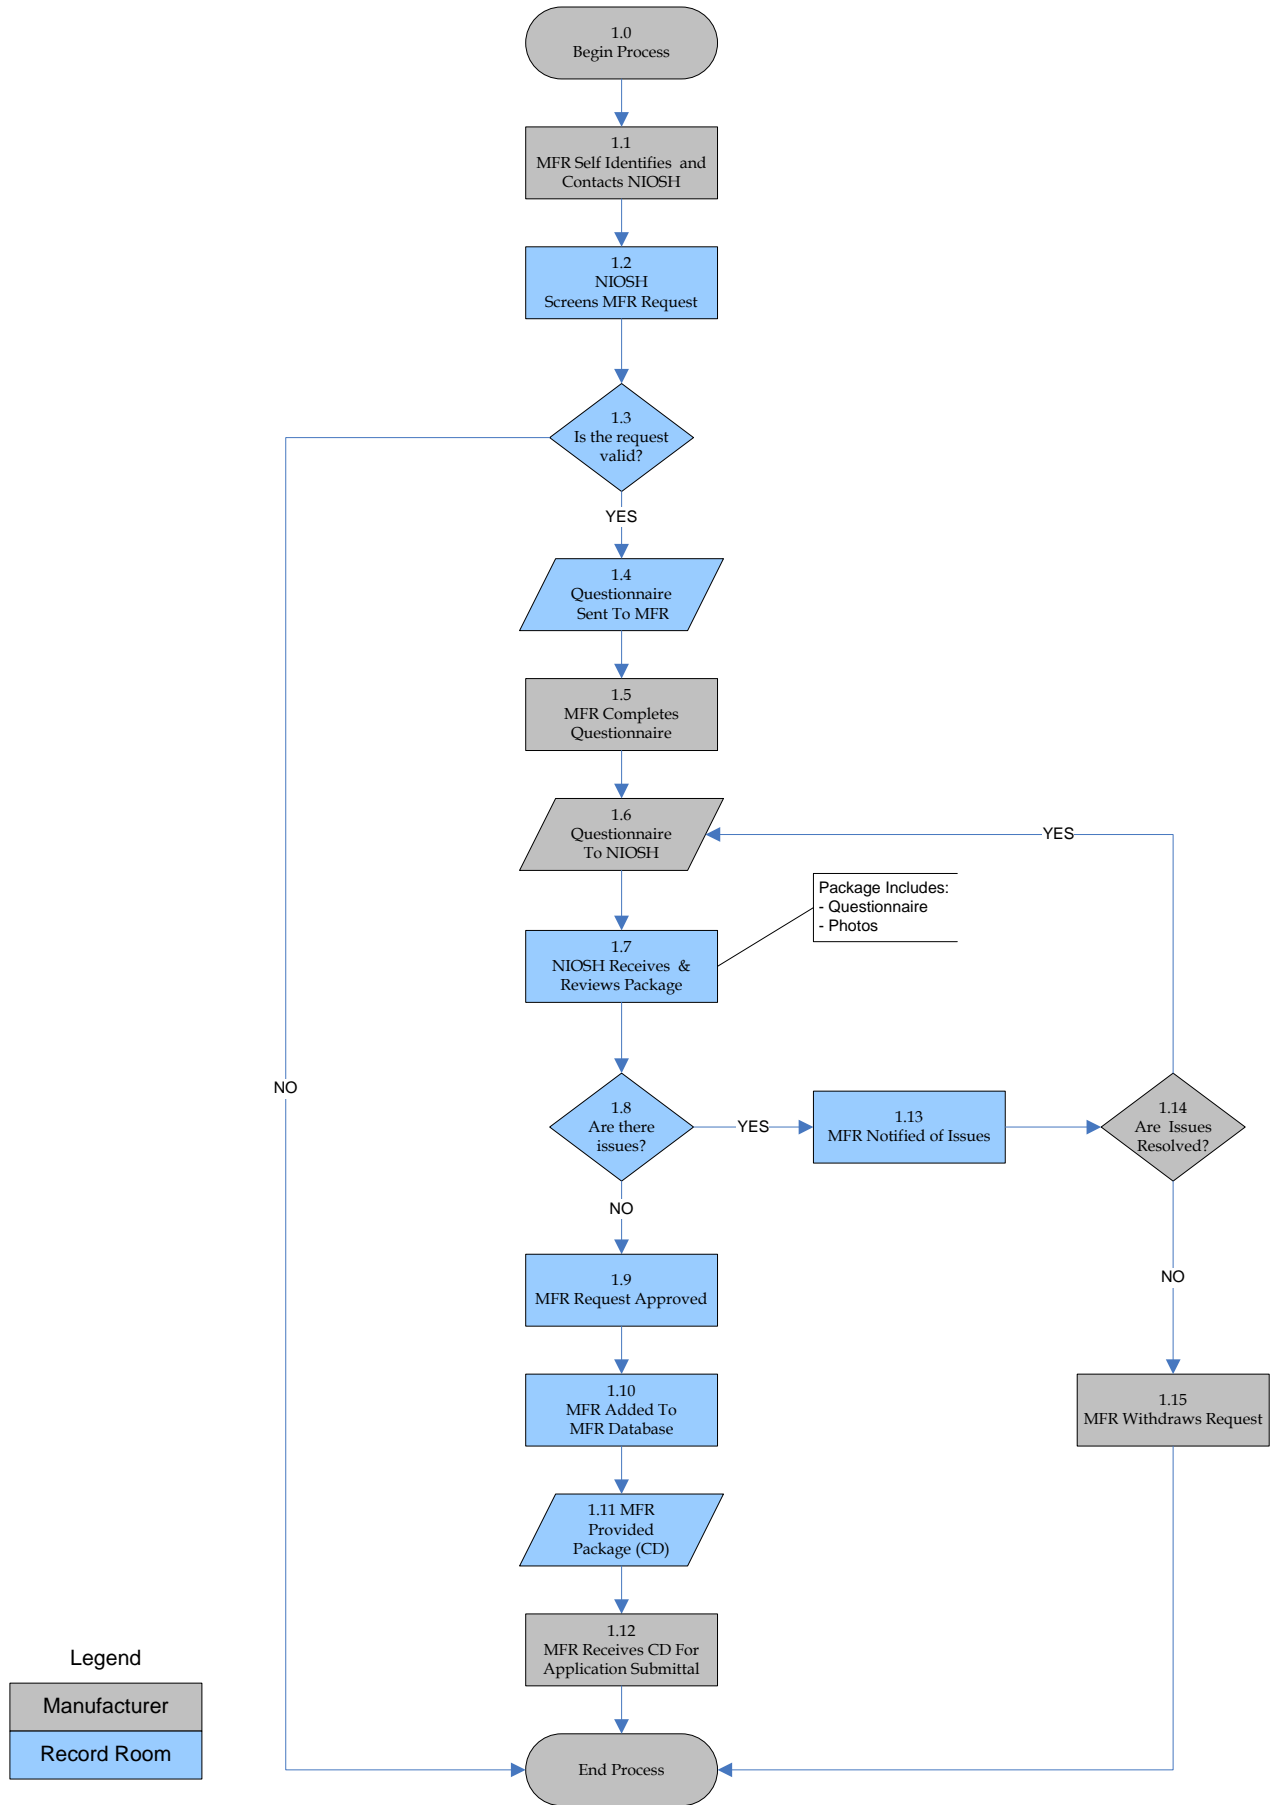 1.0
Begin Process
1.1
MFR Self Identifies and
Contacts NIOSH
1.2
NIOSH
Screens MFR Request
1.3
Is the request
valid?
YES
1.4
Questionnaire
Sent To MFR
1.5
MFR Completes
Questionnaire
1.6
Questionnaire
To NIOSH
YES
Package Includes:
- Questionnaire
- Photos
1.7
NIOSH Receives &
Reviews Package
NO
1.8
Are there
issues?
YES
1.13
MFR Notified of Issues
1.14
Are Issues
Resolved?
NO
1.9
MFR Request Approved
NO
1.10
MFR Added To
MFR Database
1.15
MFR Withdraws Request
1.11 MFR
Provided
Package (CD)
1.12
MFR Receives CD For
Application Submittal
Legend
Manufacturer
Record Room
End Process